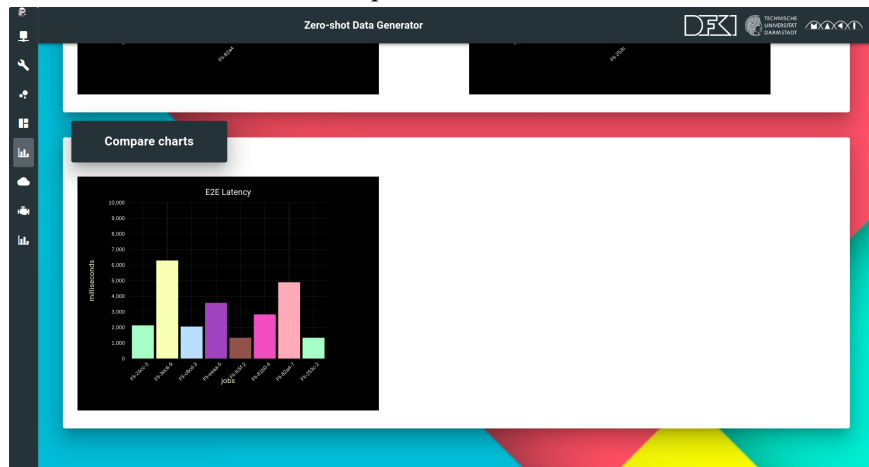 Zero-shot Data Generator
TECHNISCHE
UNIVERSITÄT
DARMSTADT
Compare charts
E2E Latency
10,000
9,000
8,000
7,000
6,000
5,000
4,000
3,000
2,000
1,000
0
milliseconds
jobs